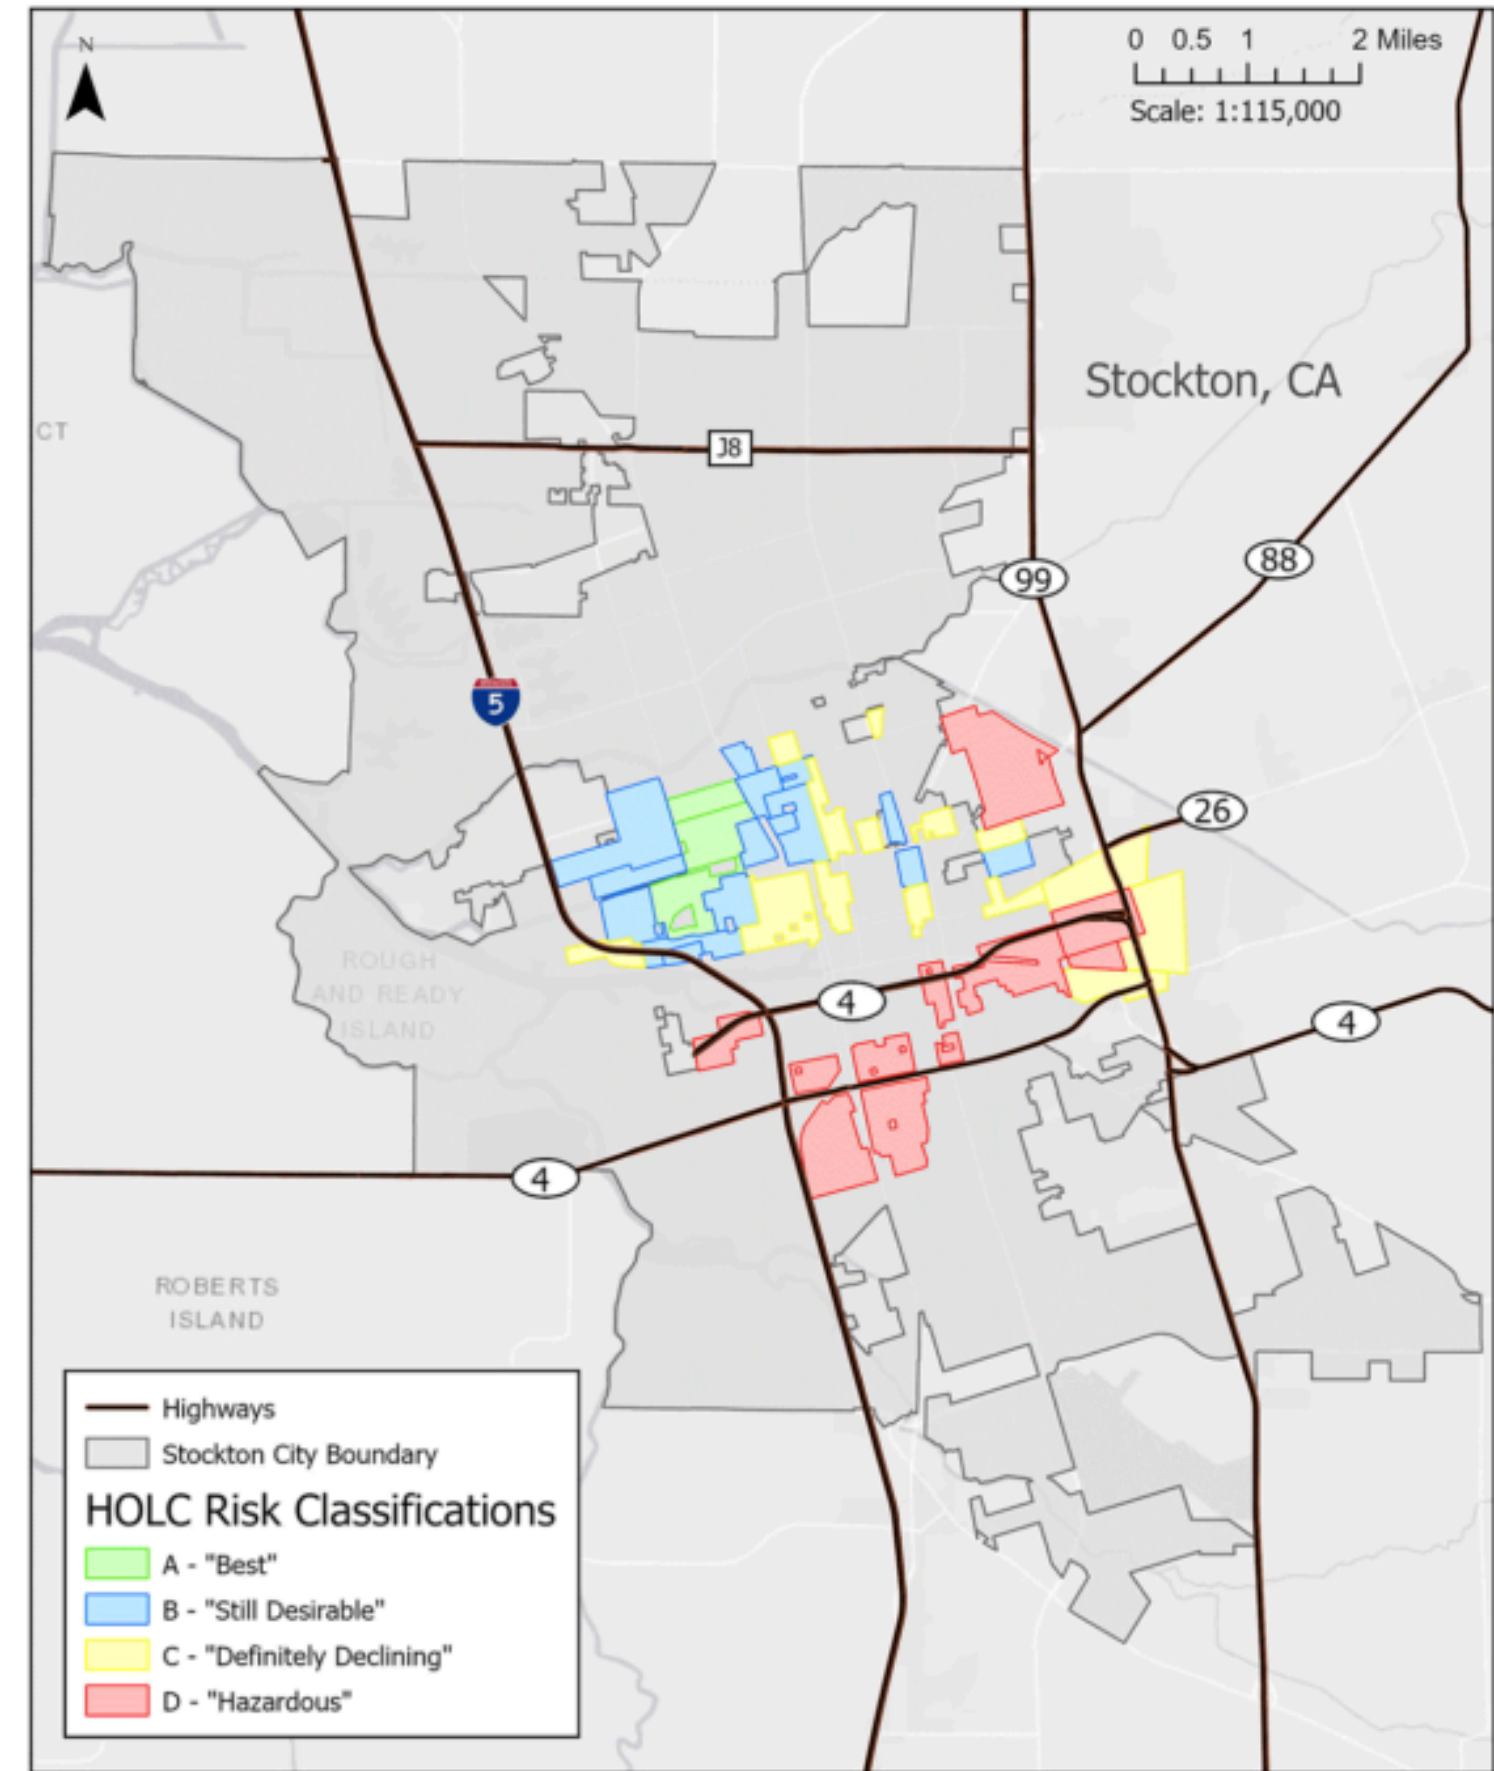 N
0 0.5 1 2 Miles
Scale: 1:115,000
Stockton, CA
CT
J8
99
88
5
26
ROUGH
AND READY
ISLAND
4
4
4
ROBERTS
ISLAND
Highways
Stockton City Boundary
HOLC Risk Classifications
A - "Best"
B - "Still Desirable"
C - "Definitely Declining"
D - "Hazardous"